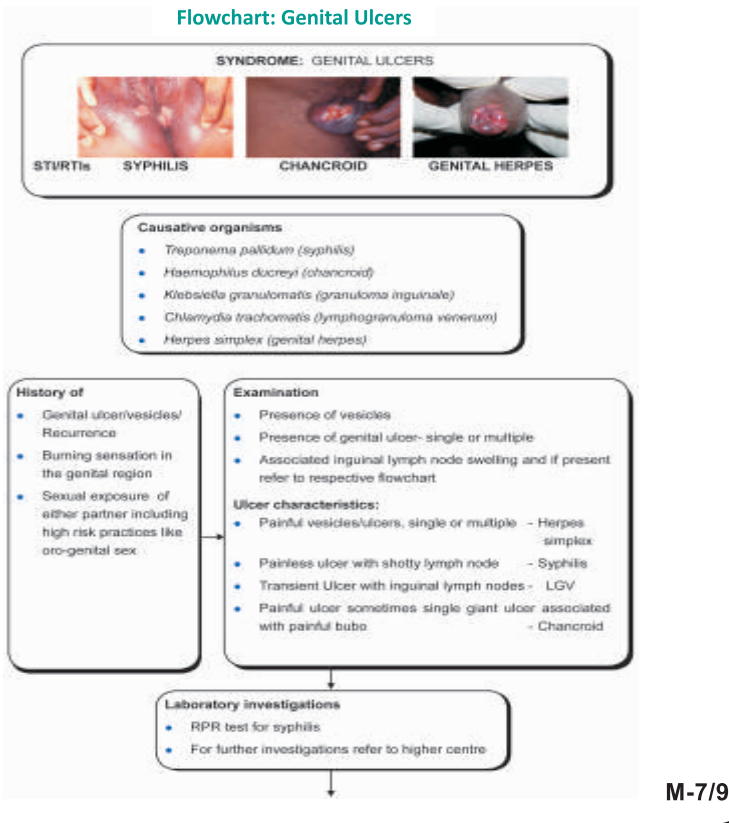 Flowchart: Genital Ulcers
SYNDROME: GENITAL ULCERS
STI/RTIs SYPHILIS CHANCROID GENITAL HERPES
Causative organisms
• Treponema pallidum (syphilis)
• Haemophilus ducreyi (chancroid)
• Klebsiella granulomatis (granuloma inguinale)
• Chlamydia trachomatis (lymphogranuloma venerum)
• Herpes simplex (genital herpes)
History of
• Genital ulcer/vesicles/
Recurrence
• Burning sensation in
the genital region
• Sexual exposure of
either partner including
high risk practices like
oro-genital sex
Examination
• Presence of vesicles
• Presence of genital ulcer- single or multiple
• Associated inguinal lymph node swelling and if present
refer to respective flowchart
Ulcer characteristics:
• Painful vesicles/ulcers, single or multiple - Herpes
simplex
• Painless ulcer with shotty lymph node - Syphilis
• Transient Ulcer with inguinal lymph nodes - LGV
• Painful ulcer sometimes single giant ulcer associated
with painful bubo - Chancroid
Laboratory investigations
• RPR test for syphilis
• For further investigations refer to higher centre
M-7/9